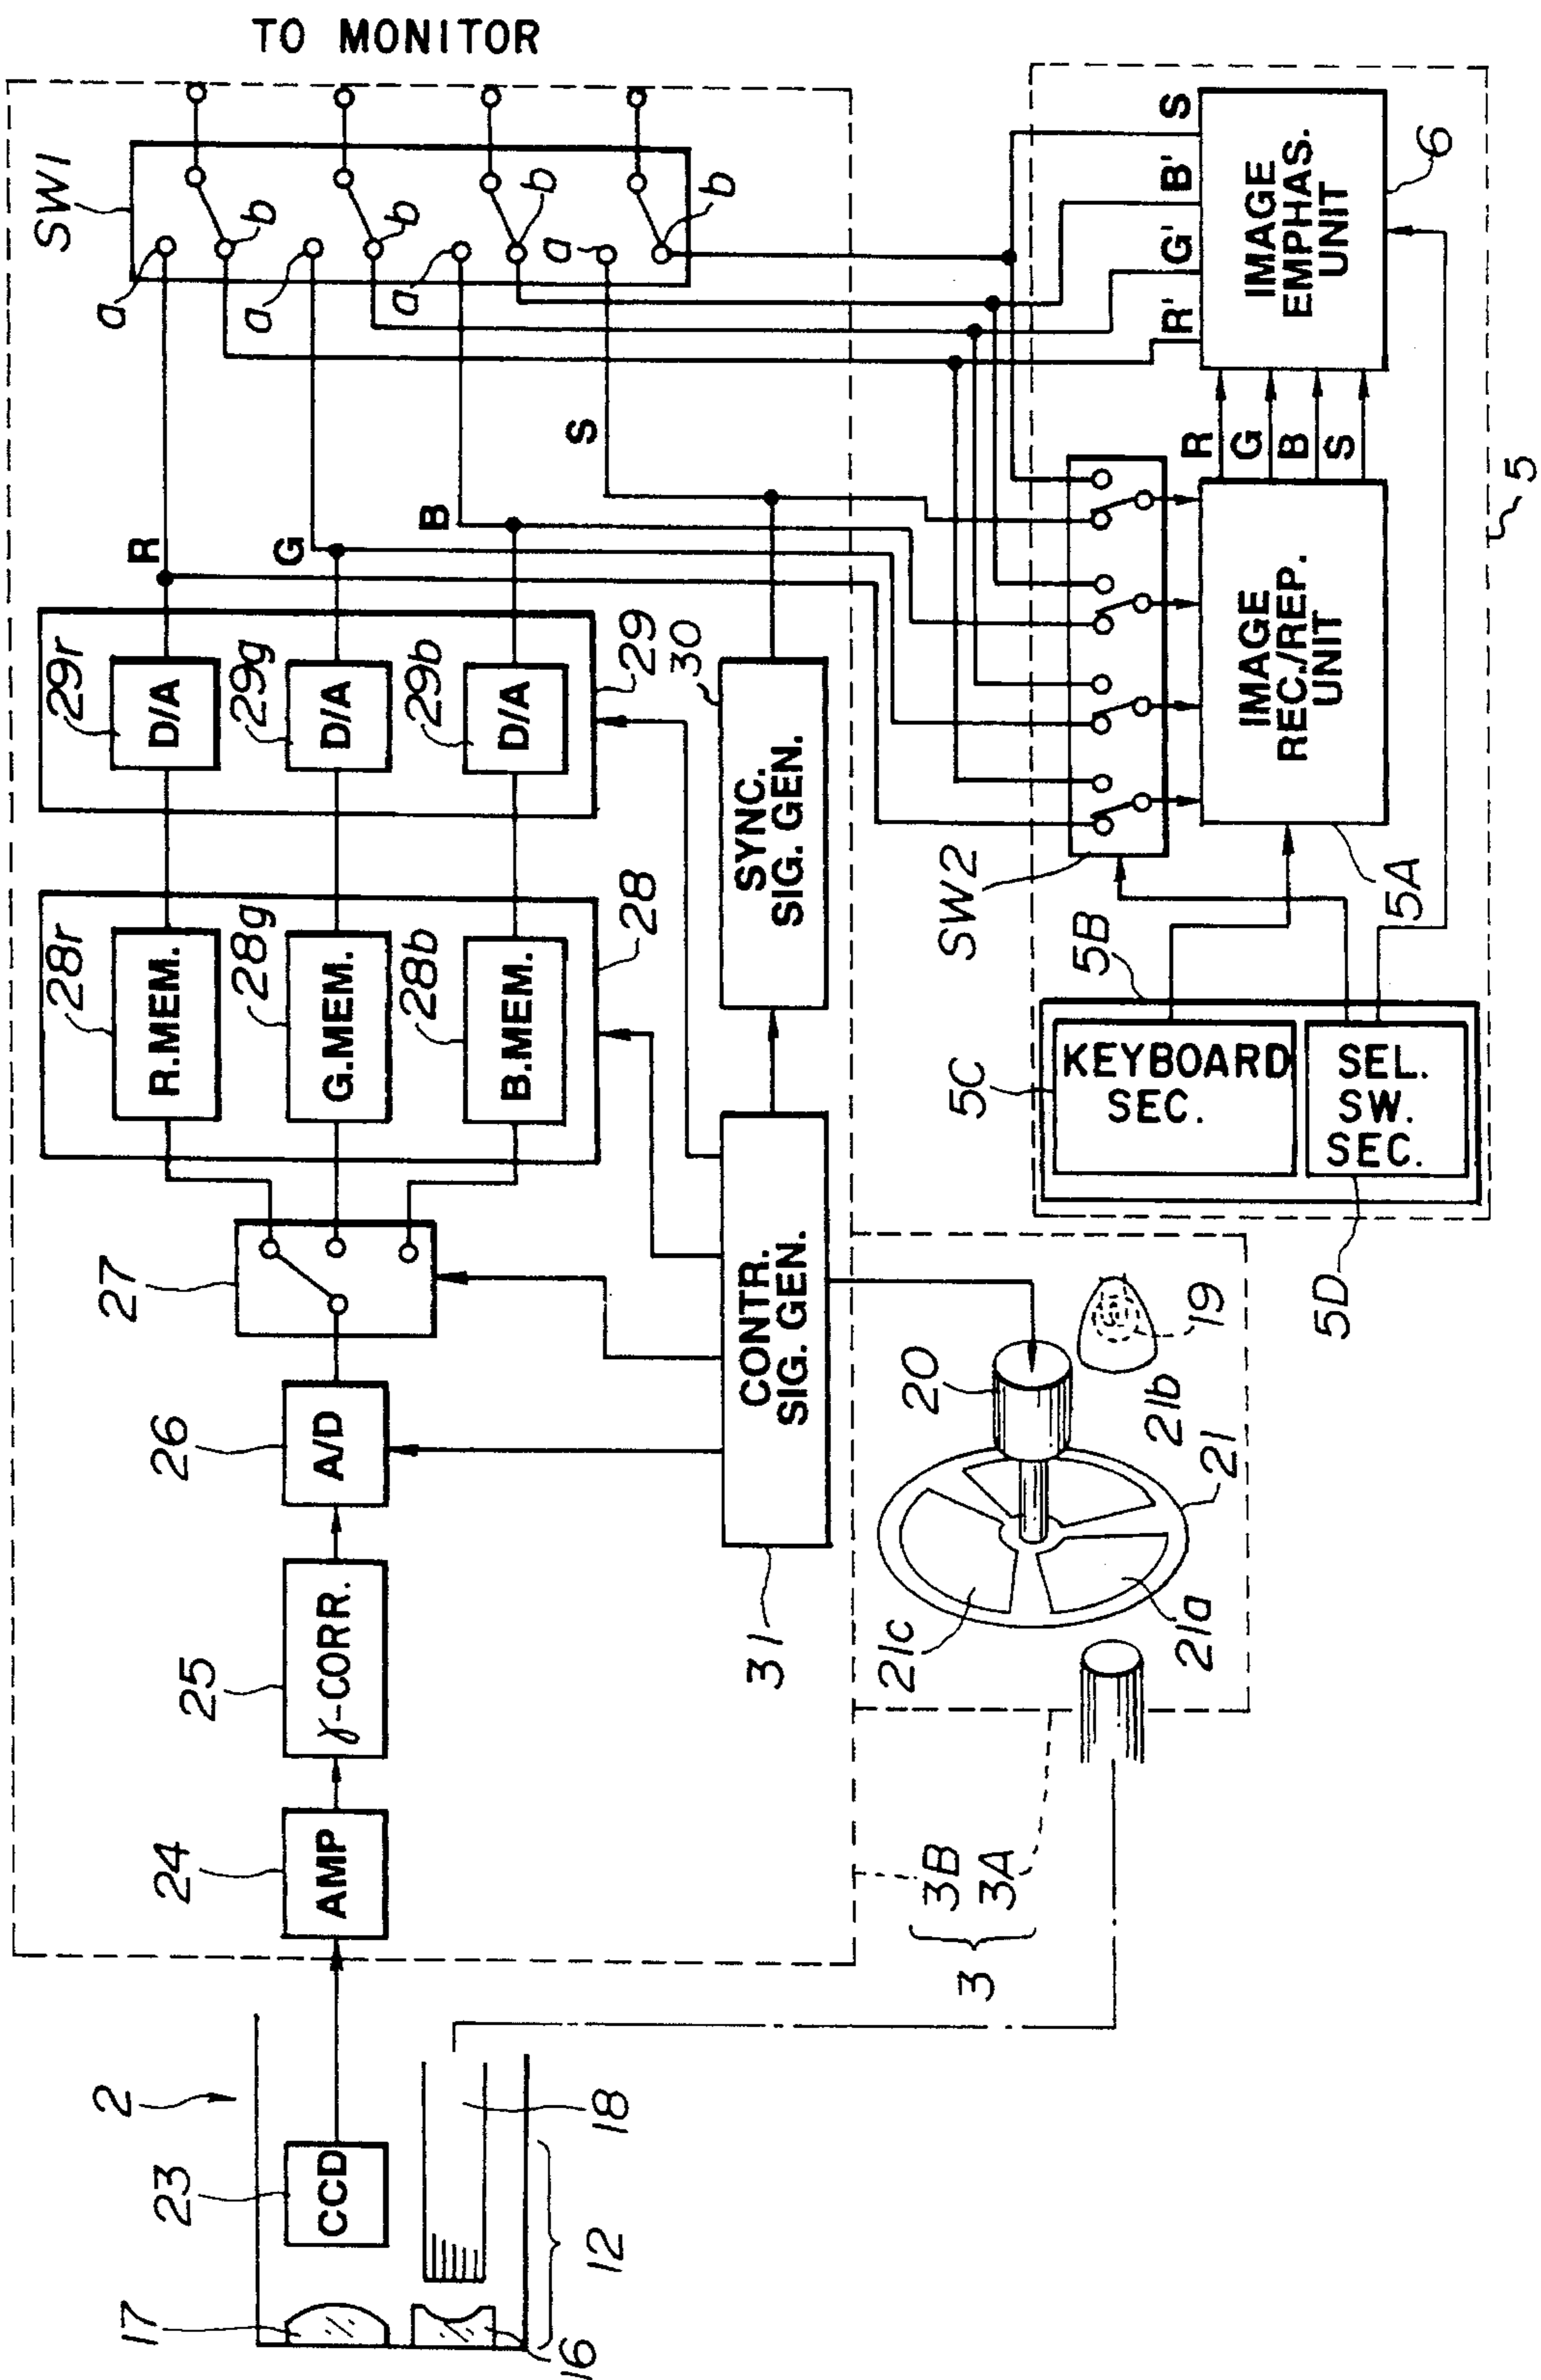 TO MONITOR
SW1
a
b
a
b
a
b
a
b
2
17
23
CCD
16
12
18
24
AMP
25
γ-CORR.
26
A/D
27
28r
R.MEM.
28g
G.MEM.
28b
B.MEM.
28
29r
D/A
29g
D/A
29b
D/A
29
R
G
B
S
31
CONTR.
SIG. GEN.
30
SYNC.
SIG. GEN.
3
3B
3A
21c
21a
21
21b
20
19
SW2
5B
5C
KEYBOARD
SEC.
5D
SEL.
SW.
SEC.
5A
IMAGE
REC./REP.
UNIT
R
G
B
S
R'
G'
B'
S
IMAGE
EMPHAS.
UNIT
6
5